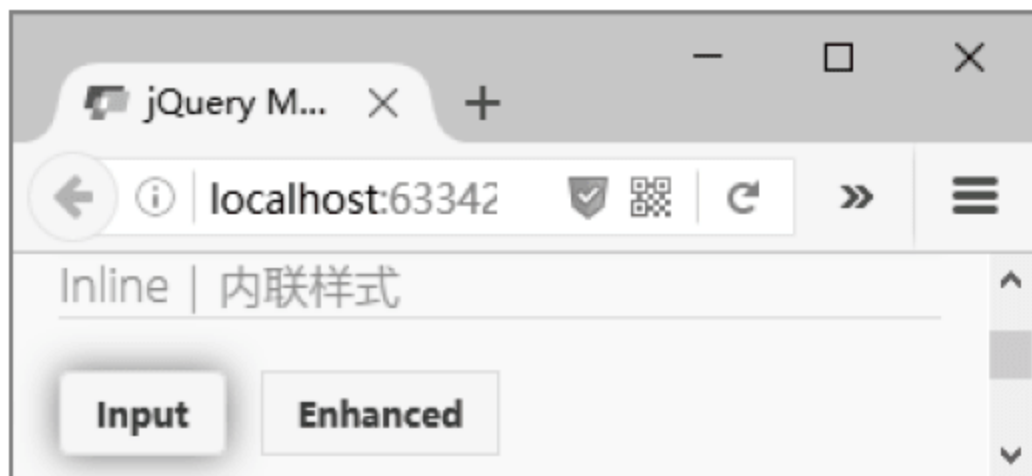 jQuery M...
localhost:63342
Inline | 内联样式
Input Enhanced